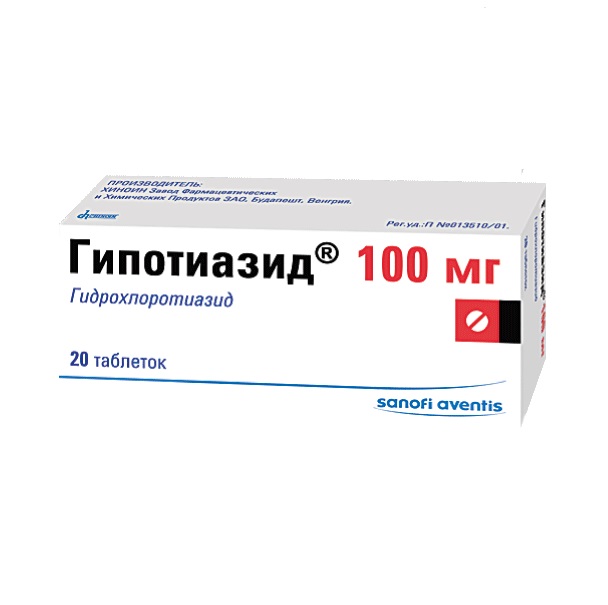 ПРОИЗВОДИТЕЛЬ:
ХИНОИН Завод Фармацевтических
и Химических Продуктов ЗАО, Будапешт, Венгрия.
Рег.уд.:П №013510/01.
Гипотиазид® 100 мг
Гидрохлоротиазид
20 таблеток
sanofi aventis